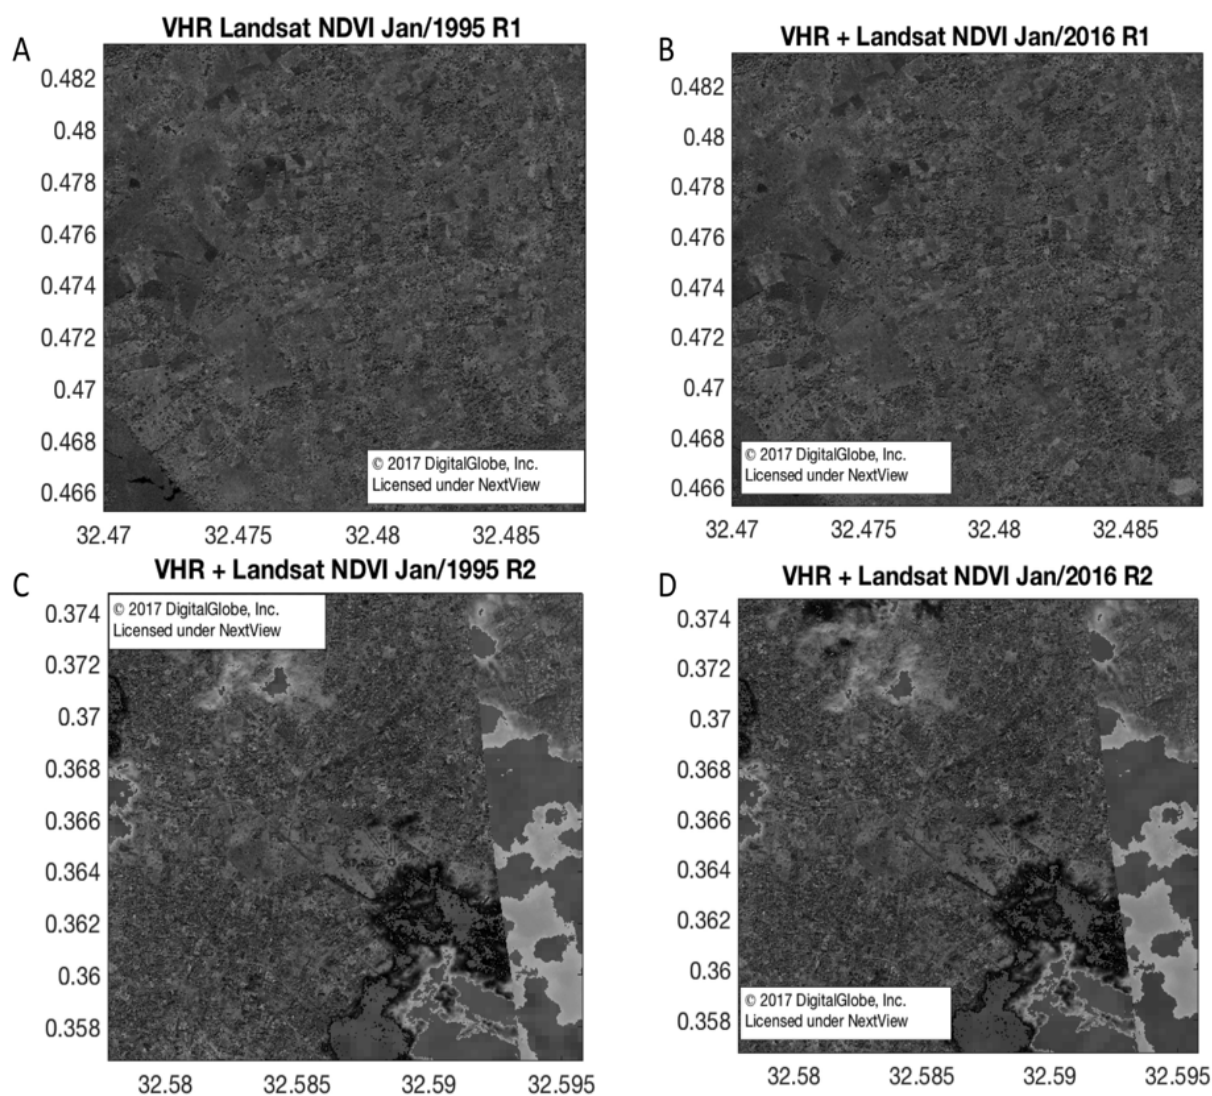 A
VHR Landsat NDVI Jan/1995 R1
0.482
0.48
0.478
0.476
0.474
0.472
0.47
0.468
0.466
© 2017 DigitalGlobe, Inc.
Licensed under NextView
32.47 32.475 32.48 32.485
B
VHR + Landsat NDVI Jan/2016 R1
0.482
0.48
0.478
0.476
0.474
0.472
0.47
0.468
0.466
© 2017 DigitalGlobe, Inc.
Licensed under NextView
32.47 32.475 32.48 32.485
C
VHR + Landsat NDVI Jan/1995 R2
© 2017 DigitalGlobe, Inc.
Licensed under NextView
0.374
0.372
0.37
0.368
0.366
0.364
0.362
0.36
0.358
32.58 32.585 32.59 32.595
D
VHR + Landsat NDVI Jan/2016 R2
0.374
0.372
0.37
0.368
0.366
0.364
0.362
0.36
0.358
© 2017 DigitalGlobe, Inc.
Licensed under NextView
32.58 32.585 32.59 32.595